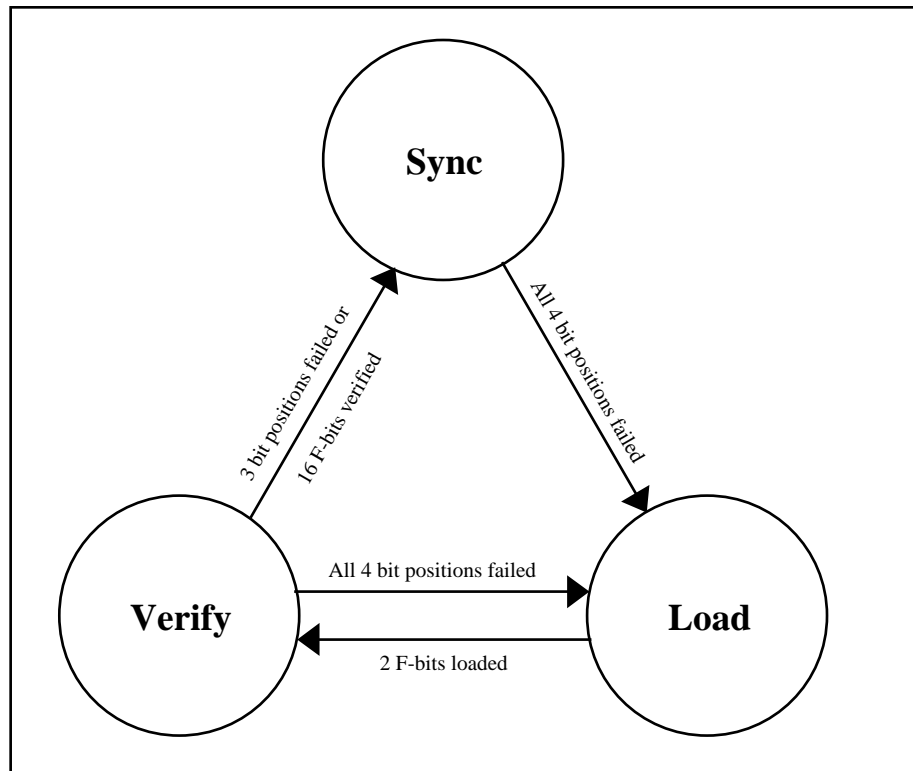 Sync
3 bit positions failed or
16 F-bits verified
All 4 bit positions failed
Verify
All 4 bit positions failed
2 F-bits loaded
Load